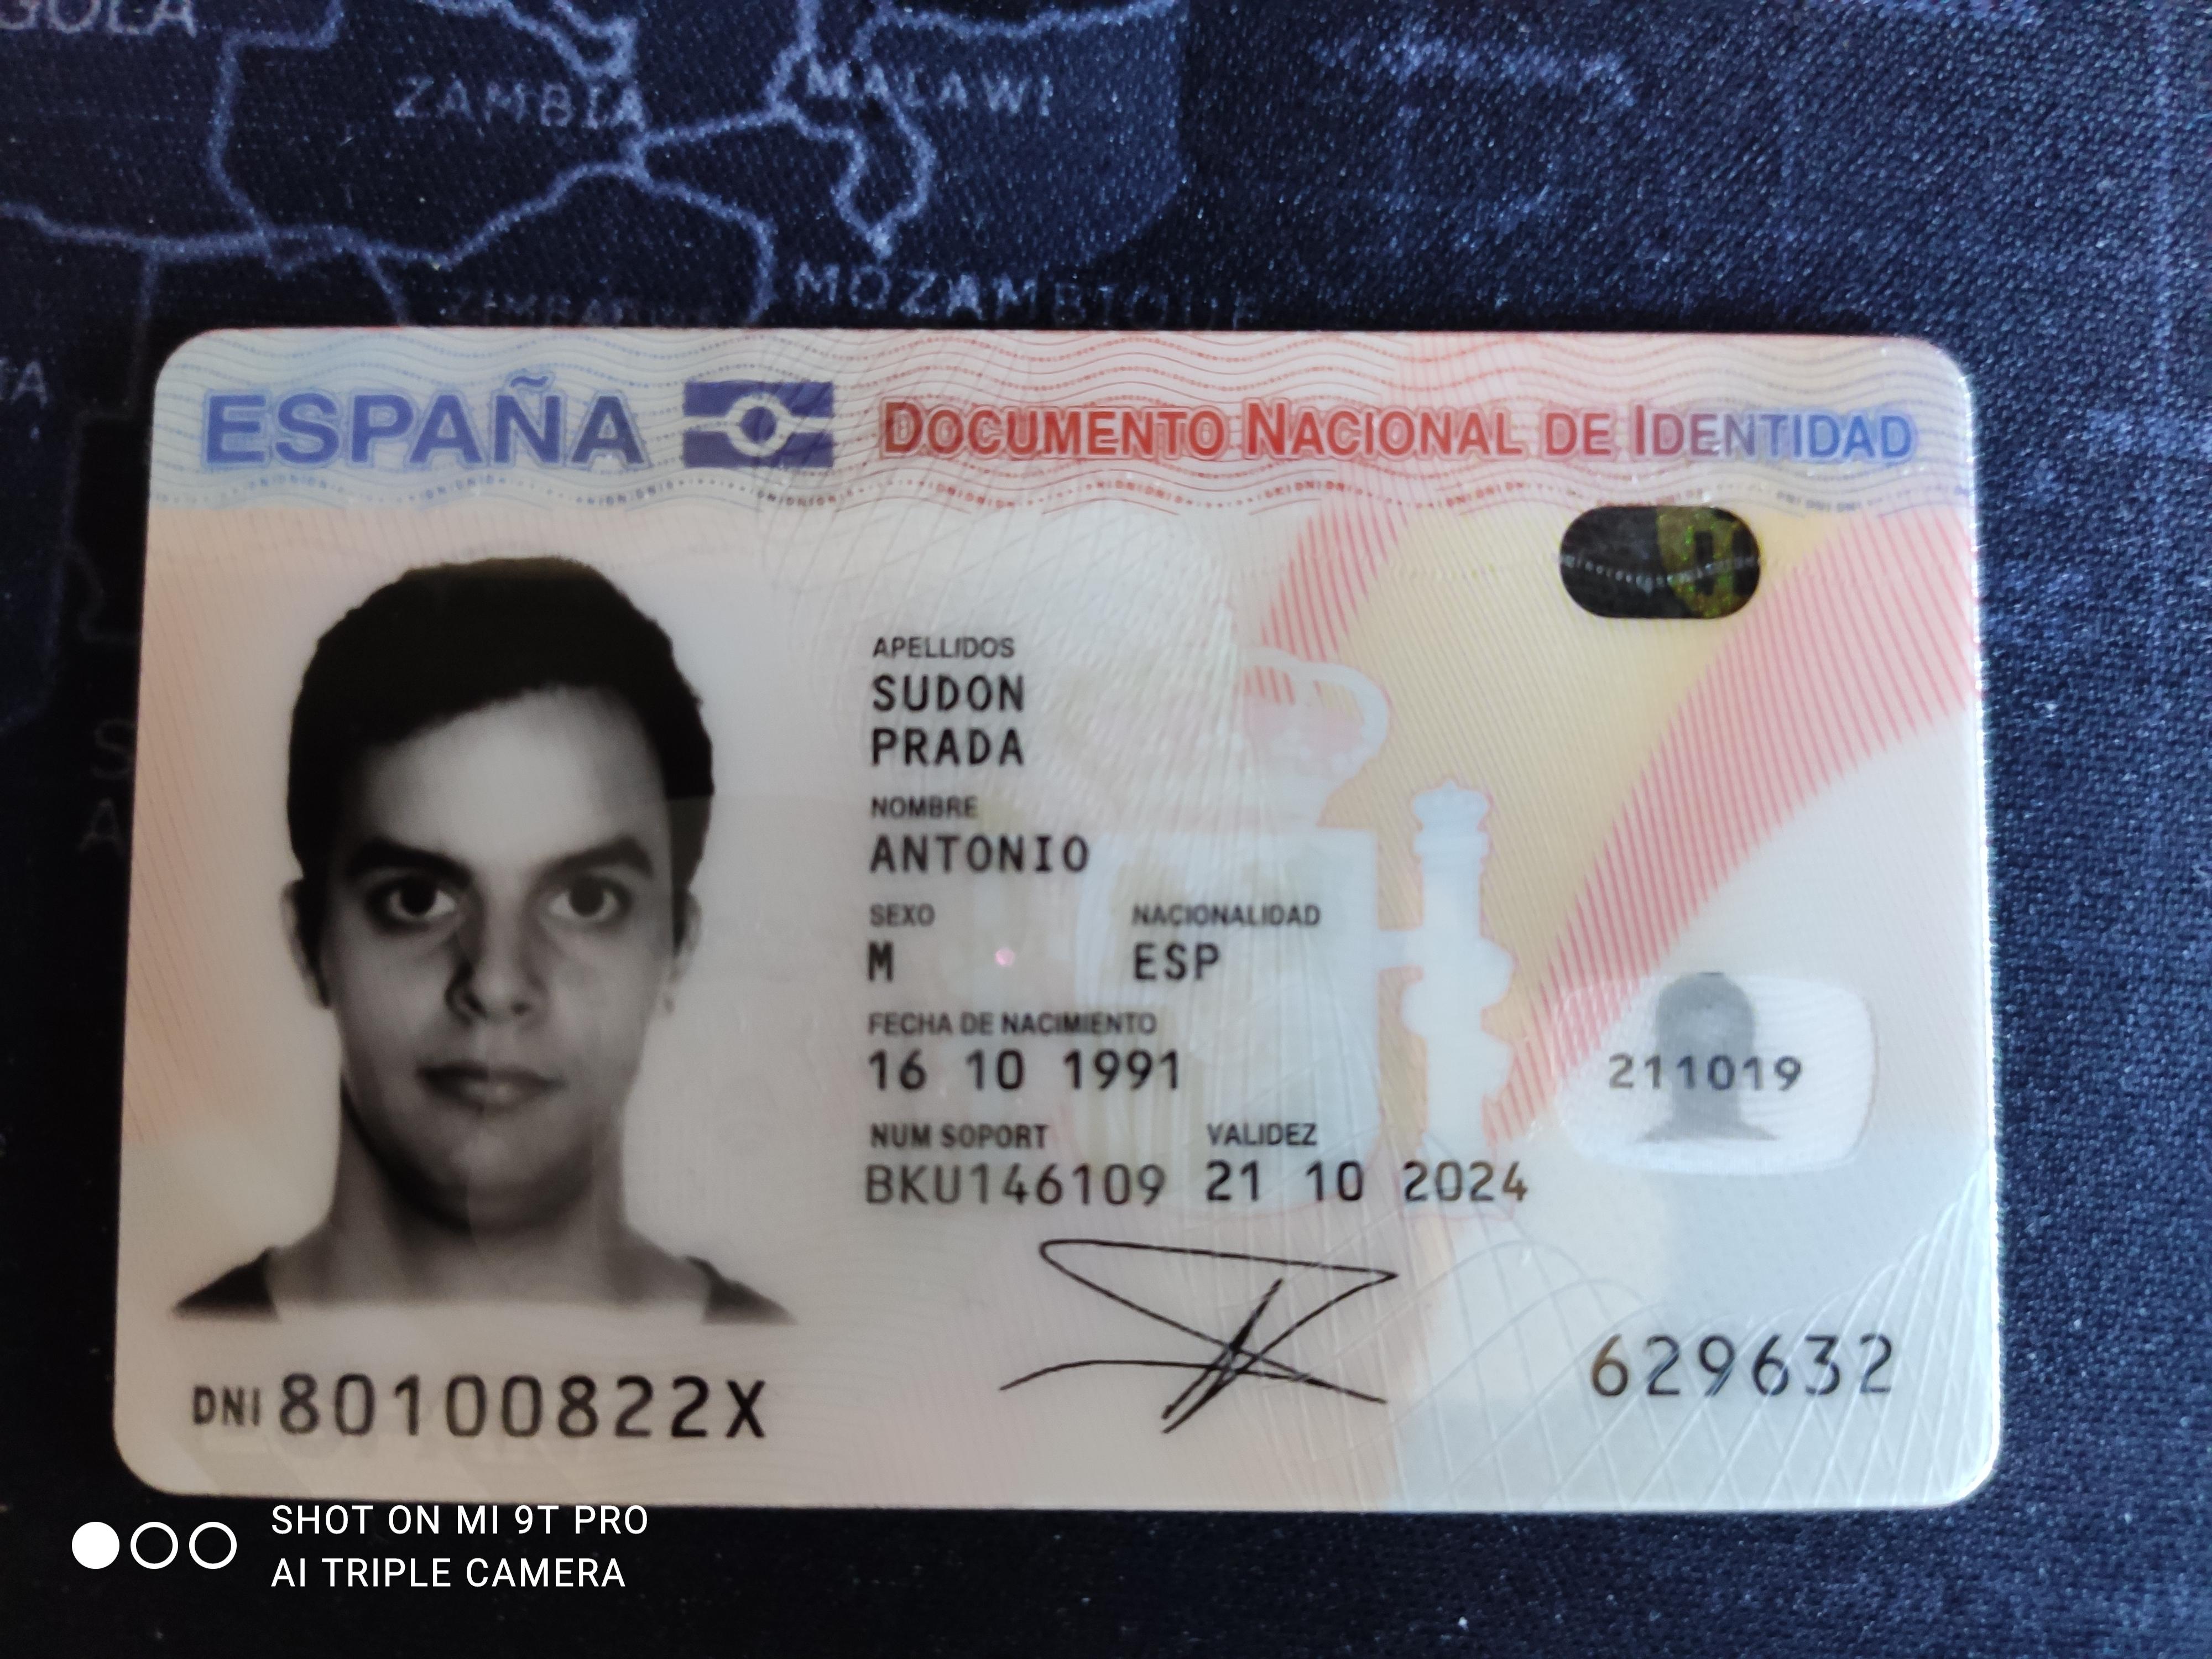 ZAMBIA
MALAWI
MOZAMBIQUE
ESPAÑA
DOCUMENTO NACIONAL DE IDENTIDAD
APELLIDOS
SUDON
PRADA
NOMBRE
ANTONIO
SEXO NACIONALIDAD
M ESP
FECHA DE NACIMIENTO
16 10 1991
211019
NUM SOPORT VALIDEZ
BKU146109 21 10 2024
629632
DNI 80100822X
SHOT ON MI 9T PRO
AI TRIPLE CAMERA